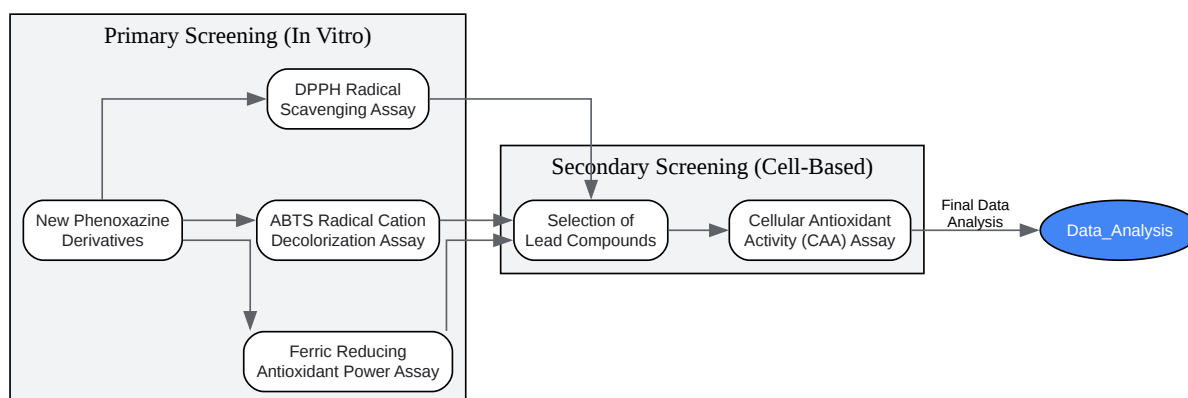 Primary Screening (In Vitro)
DPPH Radical
Scavenging Assay
New Phenoxazine
Derivatives
ABTS Radical Cation
Decolorization Assay
Ferric Reducing
Antioxidant Power Assay
Secondary Screening (Cell-Based)
Selection of
Lead Compounds
Cellular Antioxidant
Activity (CAA) Assay
Final Data
Analysis
Data_Analysis